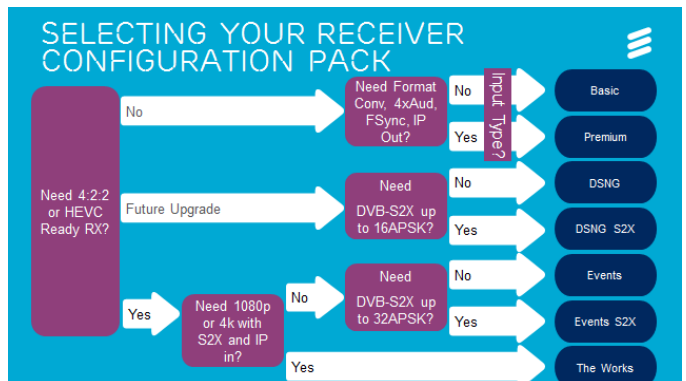 SELECTING YOUR RECEIVER
CONFIGURATION PACK
Need 4:2:2
or HEVC
Ready RX?
No
Need Format
Conv, 4xAud,
FSync, IP
Out?
No
Yes
Input Type?
Basic
Premium
Future Upgrade
Need
DVB-S2X up
to 16APSK?
No
Yes
DSNG
DSNG S2X
Yes
Need 1080p
or 4k with
S2X and IP
in?
No
Need
DVB-S2X up
to 32APSK?
No
Yes
Events
Events S2X
Yes
The Works